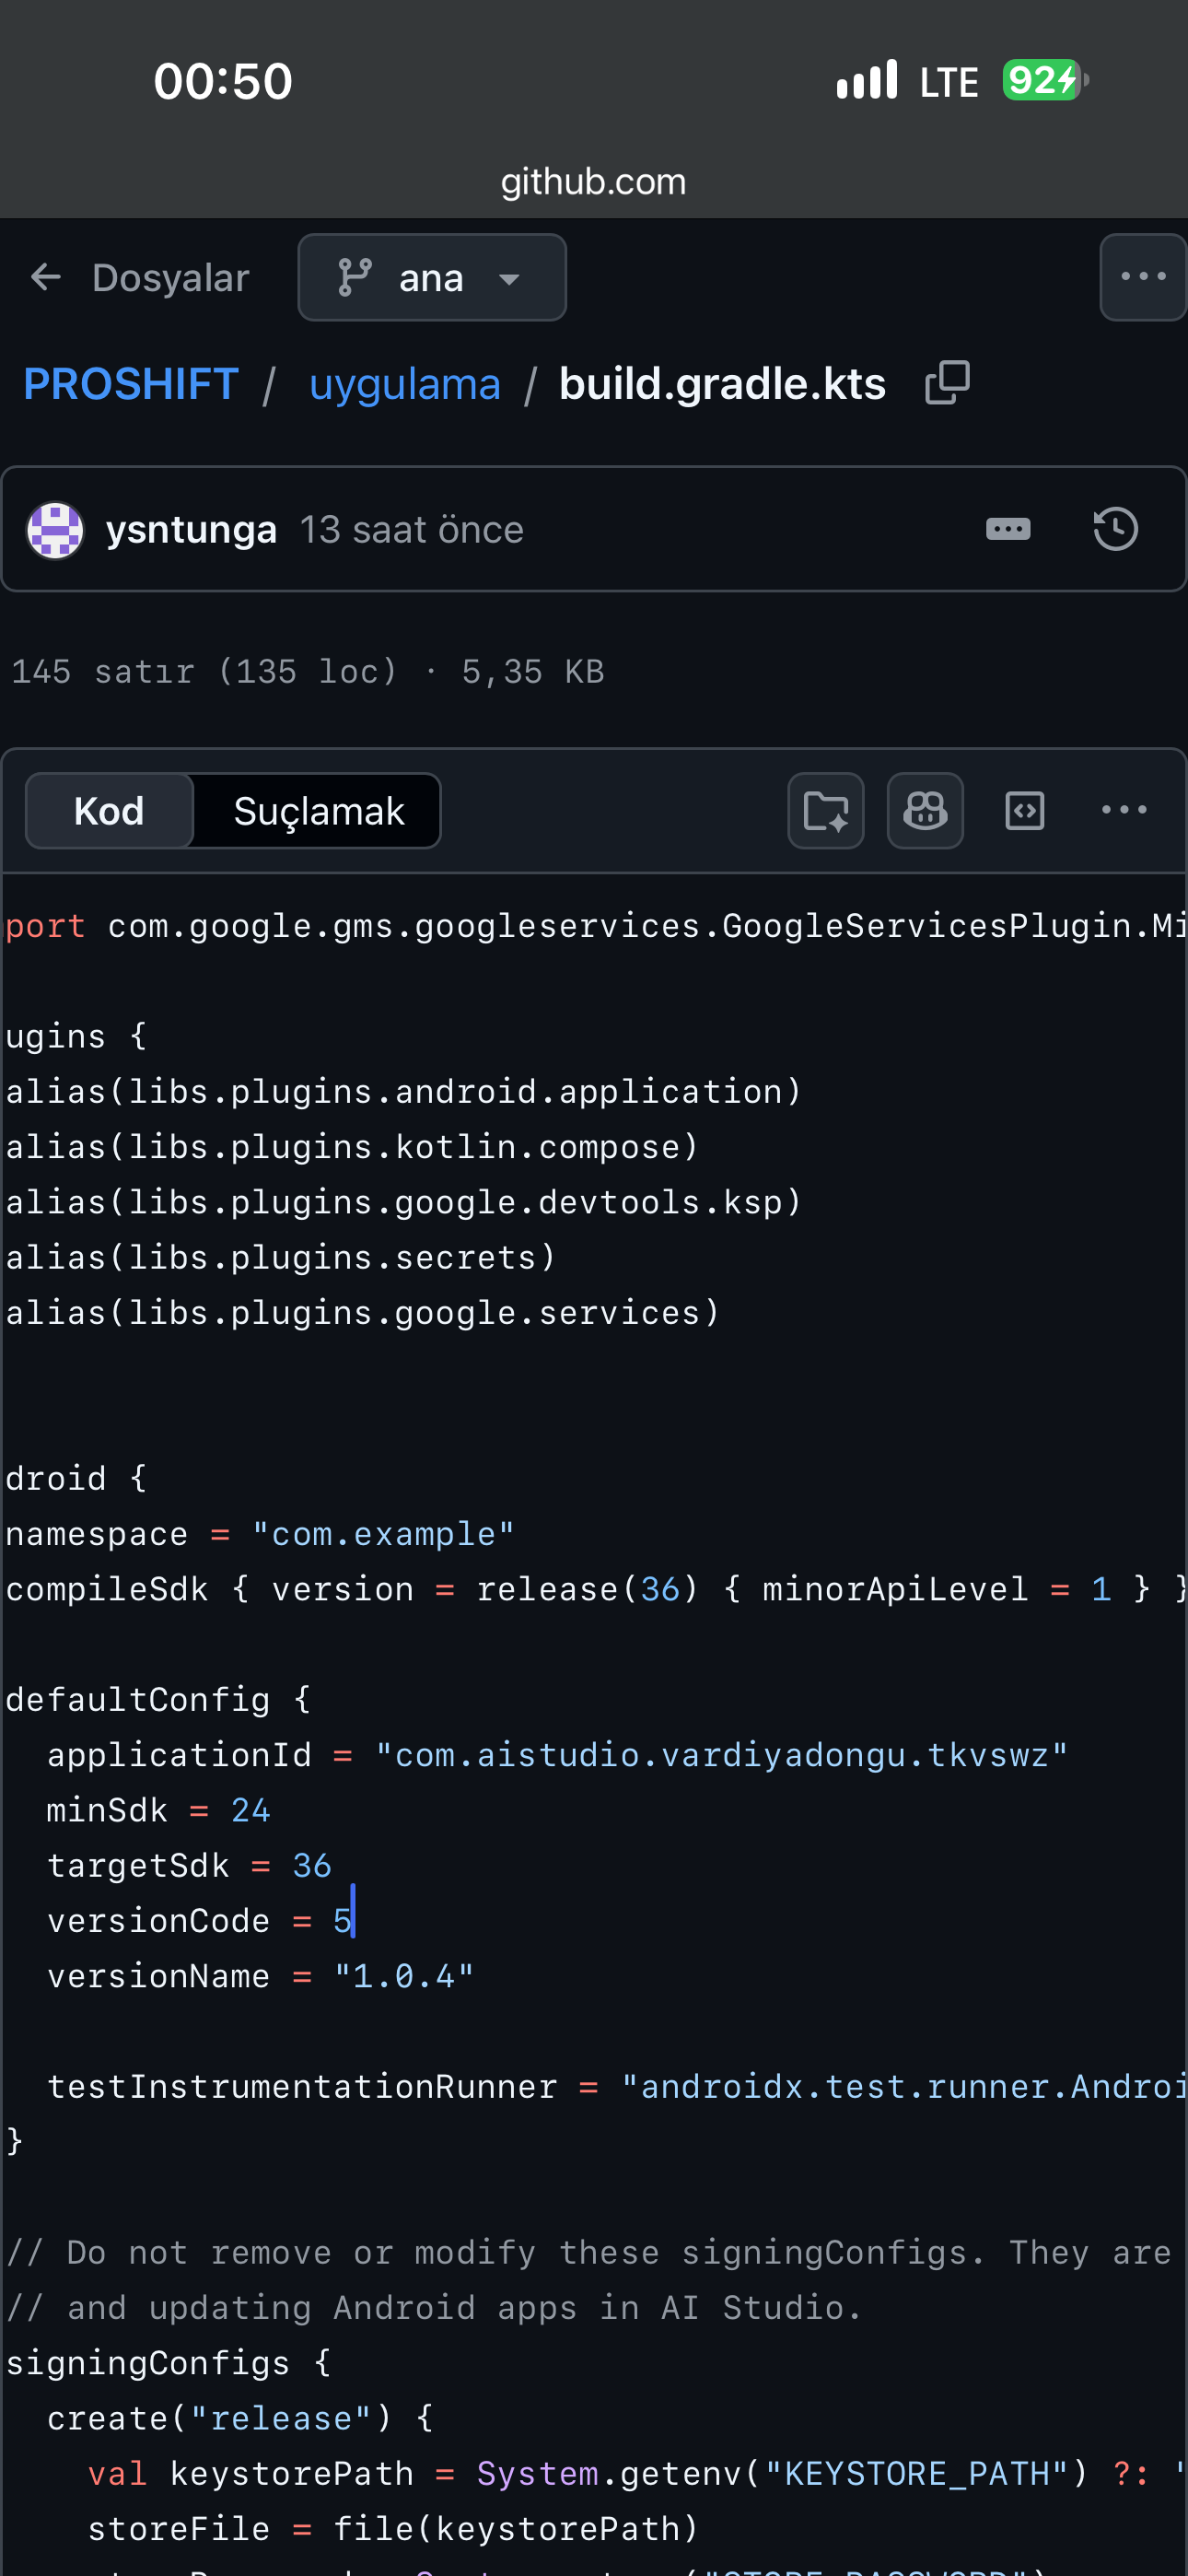 00:50 LTE 92
github.com
Dosyalar ana
PROSHIFT / uygulama / build.gradle.kts
ysntunga 13 saat önce
145 satır (135 loc) · 5,35 KB
Kod Suçlamak
port com.google.gms.googleservices.GoogleServicesPlugin.Mi
ugins {
alias(libs.plugins.android.application)
alias(libs.plugins.kotlin.compose)
alias(libs.plugins.google.devtools.ksp)
alias(libs.plugins.secrets)
alias(libs.plugins.google.services)
droid {
namespace = "com.example"
compileSdk { version = release(36) { minorApiLevel = 1 } }
defaultConfig {
applicationId = "com.aistudio.vardiyadongu.tkvswz"
minSdk = 24
targetSdk = 36
versionCode = 5
versionName = "1.0.4"
testInstrumentationRunner = "androidx.test.runner.Androi
}
// Do not remove or modify these signingConfigs. They are
// and updating Android apps in AI Studio.
signingConfigs {
create("release") {
val keystorePath = System.getenv("KEYSTORE_PATH") ?: "
storeFile = file(keystorePath)